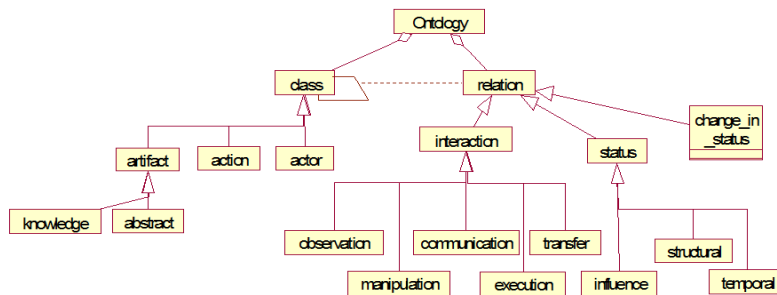 Ontology
class
relation
change_in
_status
interaction
status
artifact
action
actor
knowledge
abstract
observation
communication
transfer
structural
manipulation
execution
influence
temporal